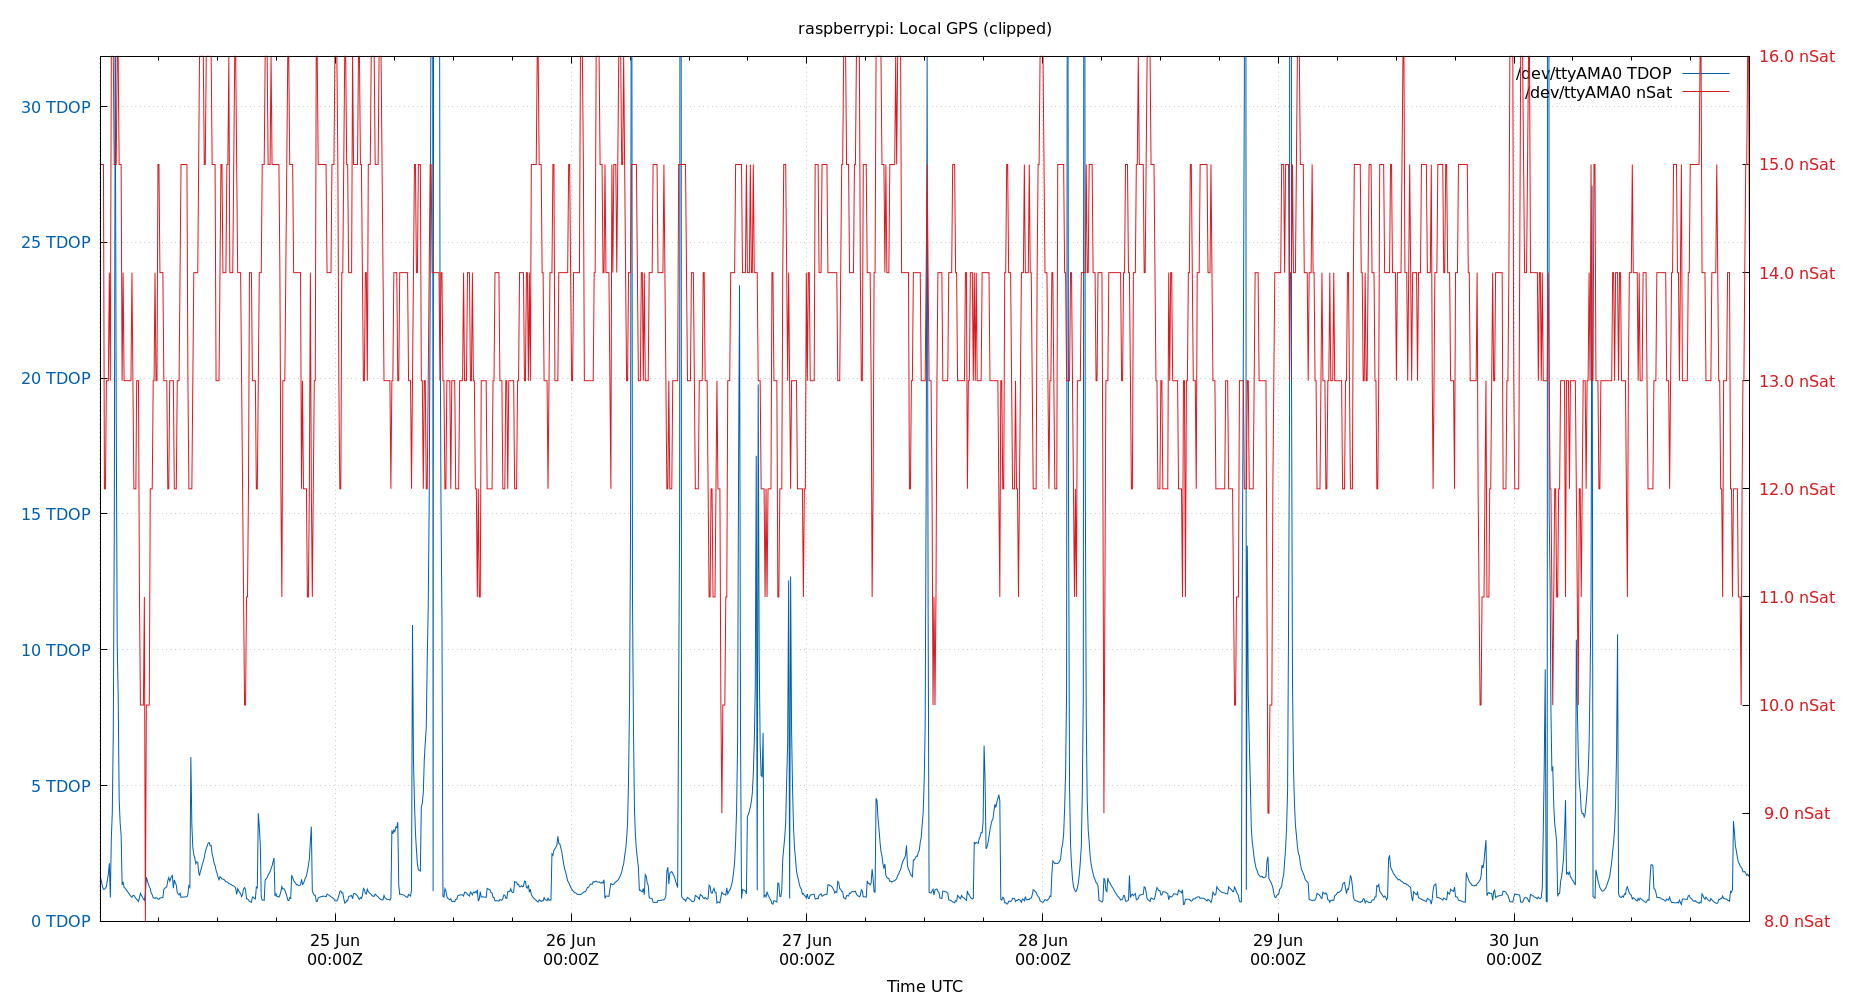 raspberrypi: Local GPS (clipped)
/dev/ttyAMA0 TDOP
/dev/ttyAMA0 nSat
30 TDOP
25 TDOP
20 TDOP
15 TDOP
10 TDOP
5 TDOP
0 TDOP
16.0 nSat
15.0 nSat
14.0 nSat
13.0 nSat
12.0 nSat
11.0 nSat
10.0 nSat
9.0 nSat
8.0 nSat
25 Jun
00:00Z
26 Jun
00:00Z
27 Jun
00:00Z
28 Jun
00:00Z
29 Jun
00:00Z
30 Jun
00:00Z
Time UTC